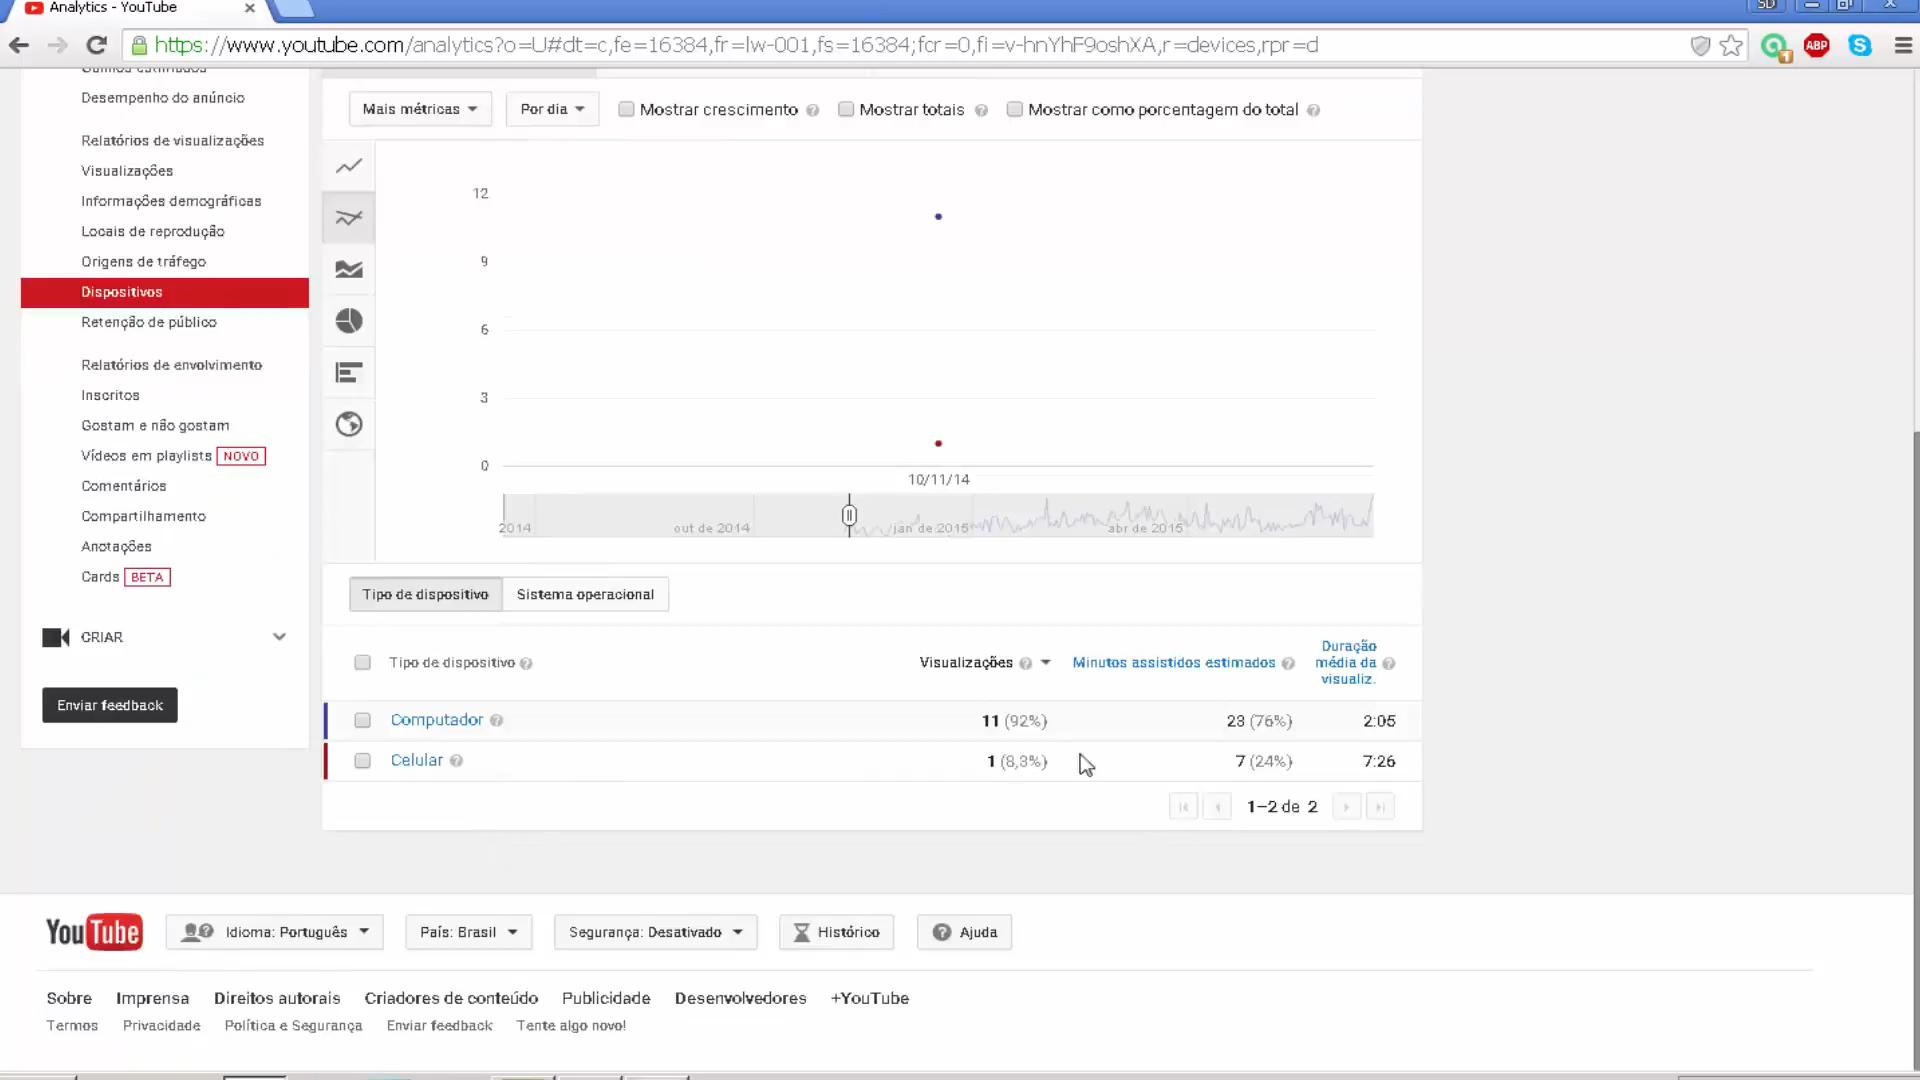 Analytics - YouTube
SD
https://www.youtube.com/analytics?o=U#dt=c,fe=16384,fr=lw-001,fs=16384;fcr=0,fi=v-hnYhF9oshXA,r=devices,rpr=d
1
ABP
Ganhos estimados
Desempenho do anúncio
Relatórios de visualizações
Visualizações
Informações demográficas
Locais de reprodução
Origens de tráfego
Dispositivos
Retenção de público
Relatórios de envolvimento
Inscritos
Gostam e não gostam
Vídeos em playlists NOVO
Comentários
Compartilhamento
Anotações
Cards BETA
CRIAR
Enviar feedback
Mais métricas Por dia Mostrar crescimento Mostrar totais Mostrar como porcentagem do total
12
9
6
3
0
10/11/14
2014 out de 2014 jan de 2015 abr de 2015
Tipo de dispositivo Sistema operacional
Tipo de dispositivo Visualizações Minutos assistidos estimados Duração média da visualiz.
Computador 11 (92%) 23 (76%) 2:05
Celular 1 (8,3%) 7 (24%) 7:26
1–2 de 2
YouTube Idioma: Português País: Brasil Segurança: Desativado Histórico Ajuda
Sobre Imprensa Direitos autorais Criadores de conteúdo Publicidade Desenvolvedores +YouTube
Termos Privacidade Política e Segurança Enviar feedback Tente algo novo!